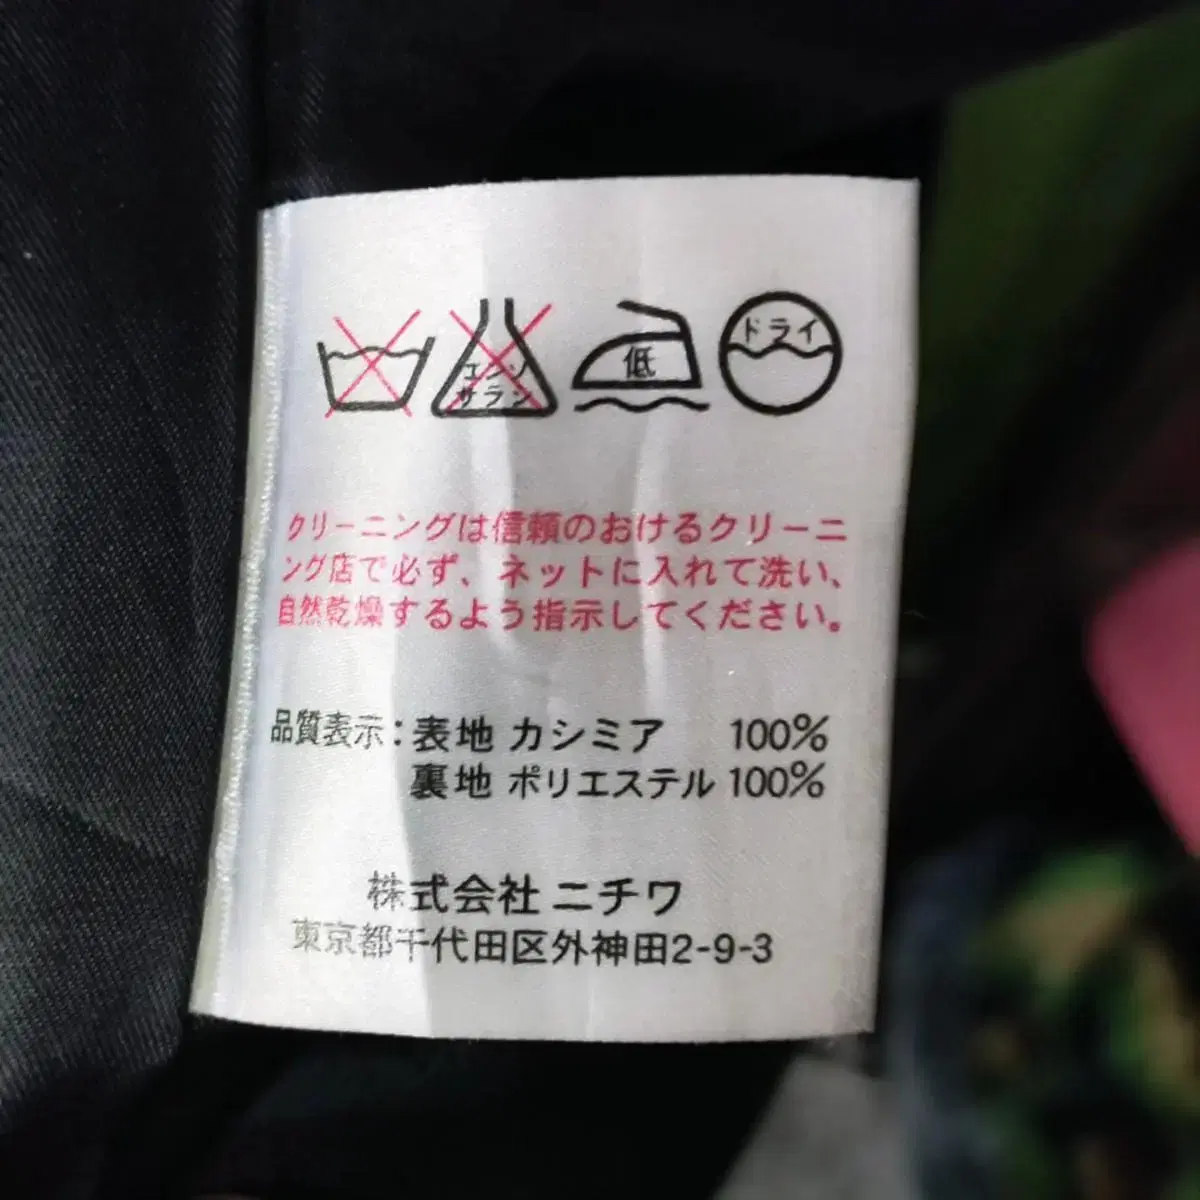 エンソ サラシ 低 ドライ
クリーニングは信頼のおけるクリーニ
ング店で必ず、ネットに入れて洗い、
自然乾燥するよう指示してください。
品質表示：表地 カシミア 100%
裏地 ポリエステル 100%
株式会社 ニチワ
東京都千代田区外神田2-9-3